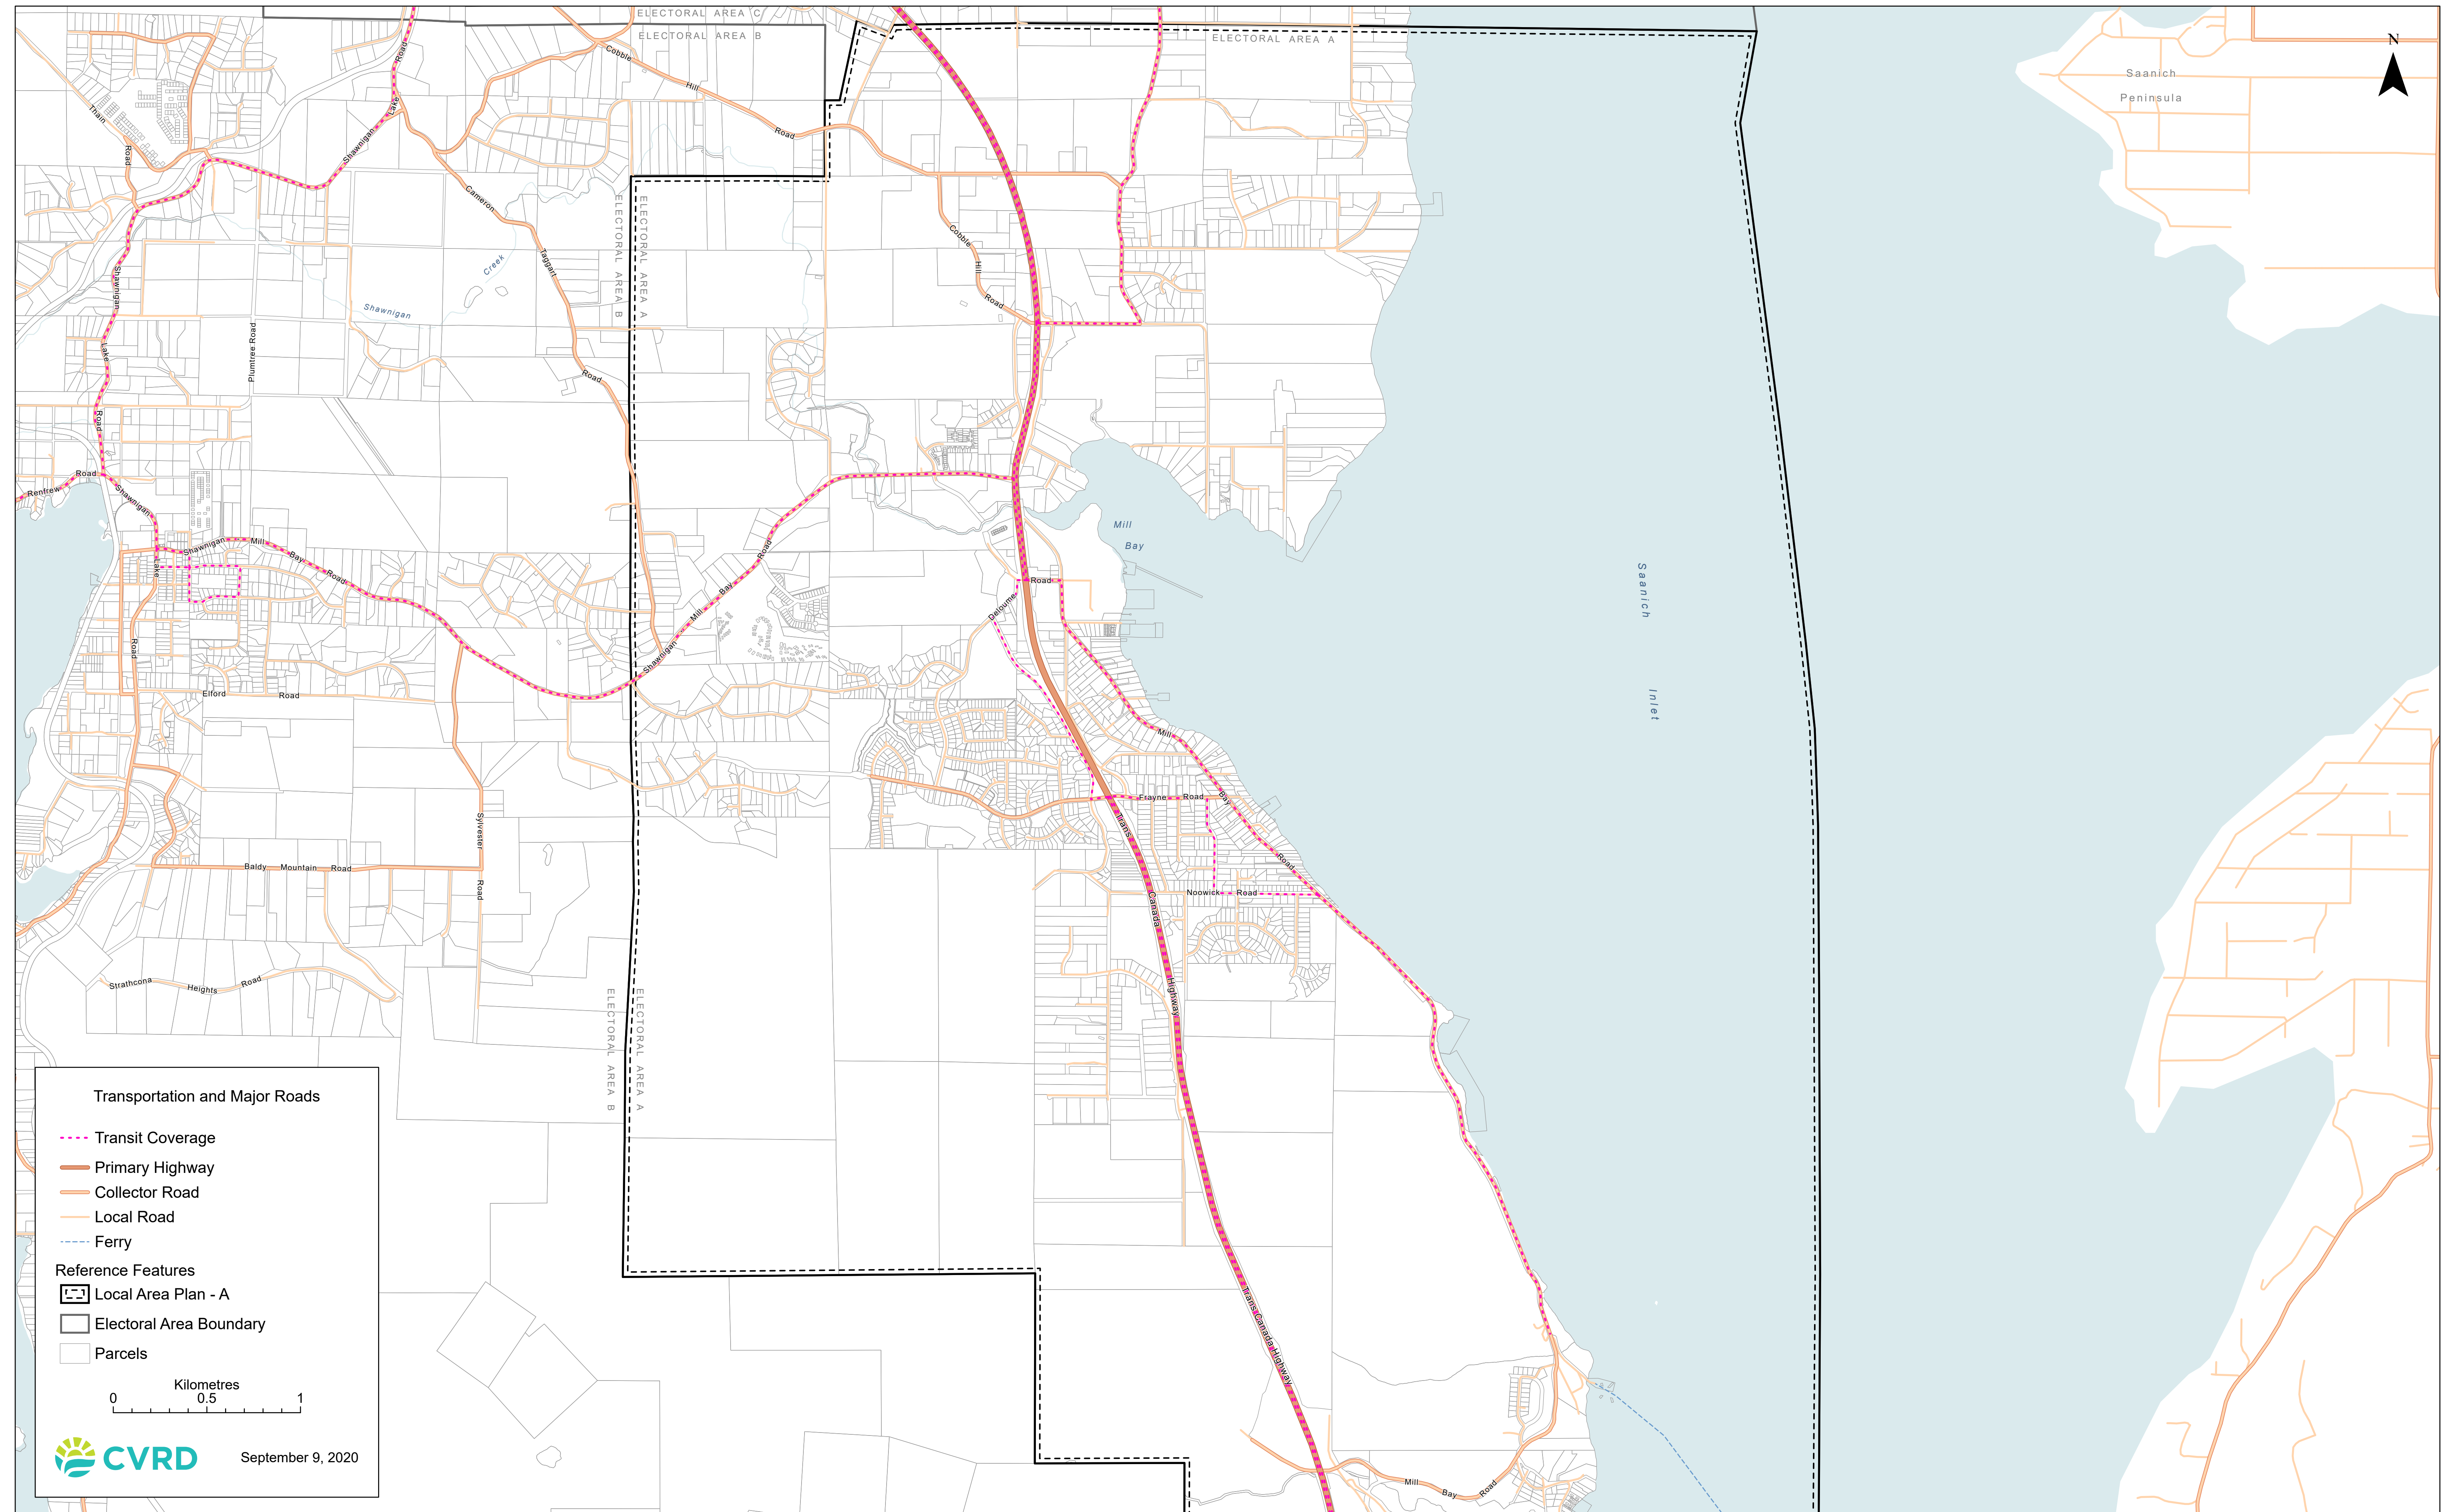 ELECTORAL AREA C
ELECTORAL AREA B
ELECTORAL AREA A
N
Saanich
Peninsula
Cobble
Hill
Road
Road
Lake
Shawnigan
Thain
Road
Cameron
Taggart
Road
Creek
Shawnigan
ELECTORAL AREA B
ELECTORAL AREA A
Cobble
Hill
Road
Shawnigan
Lake
Road
Plumtree Road
Road
Renfrew
Shawnigan
Lake
Road
Shawnigan
Mill
Bay
Road
Mill
Bay
Shawnigan
Mill
Bay
Road
Road
Deloume
Saanich
Inlet
Elford
Road
Mill
Bay
Road
Frayne
Road
Sylvester
Road
Baldy
Mountain
Road
Trans
Canada
Highway
Noowick
Road
Strathcona
Heights
Road
ELECTORAL AREA B
ELECTORAL AREA A
Trans Canada Highway
Mill
Bay
Road
Transportation and Major Roads
Transit Coverage
Primary Highway
Collector Road
Local Road
Ferry
Reference Features
Local Area Plan - A
Electoral Area Boundary
Parcels
Kilometres
0 0.5 1
CVRD
September 9, 2020